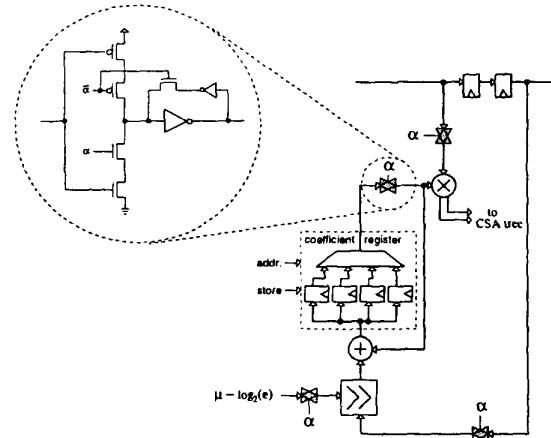 ᾱ
α
α
α
to
CSA tree
coefficient register
addr.
store
+
μ – log₂(e)
α
α